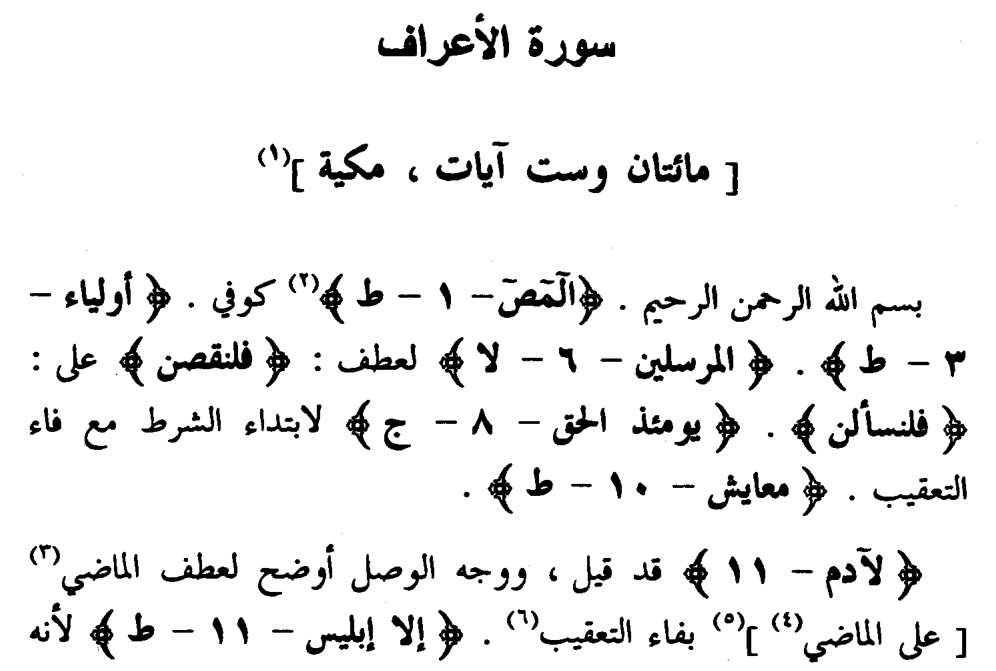 سورة الأعراف
[ مائتان وست آيات ، مكية ](١)
بسم الله الرحمن الرحيم . ﴿الٓمٓصٓ – ١ – ط ﴾(٢) كوفي . ﴿ أولياء –
٣ – ط ﴾ . ﴿ المرسلين – ٦ – لا ﴾ لعطف : ﴿ فلنقصن ﴾ على :
﴿ فلنسألن ﴾ . ﴿ يومئذ الحق – ٨ – ج ﴾ لابتداء الشرط مع فاء
التعقيب . ﴿ معايش – ١٠ – ط ﴾ .
﴿ لآدم – ١١ ﴾ قد قيل ، ووجه الوصل أوضح لعطف الماضي(٣)
[ على الماضي(٤) ](٥) بفاء التعقيب(٦) . ﴿ إلا إبليس – ١١ – ط ﴾ لأنه